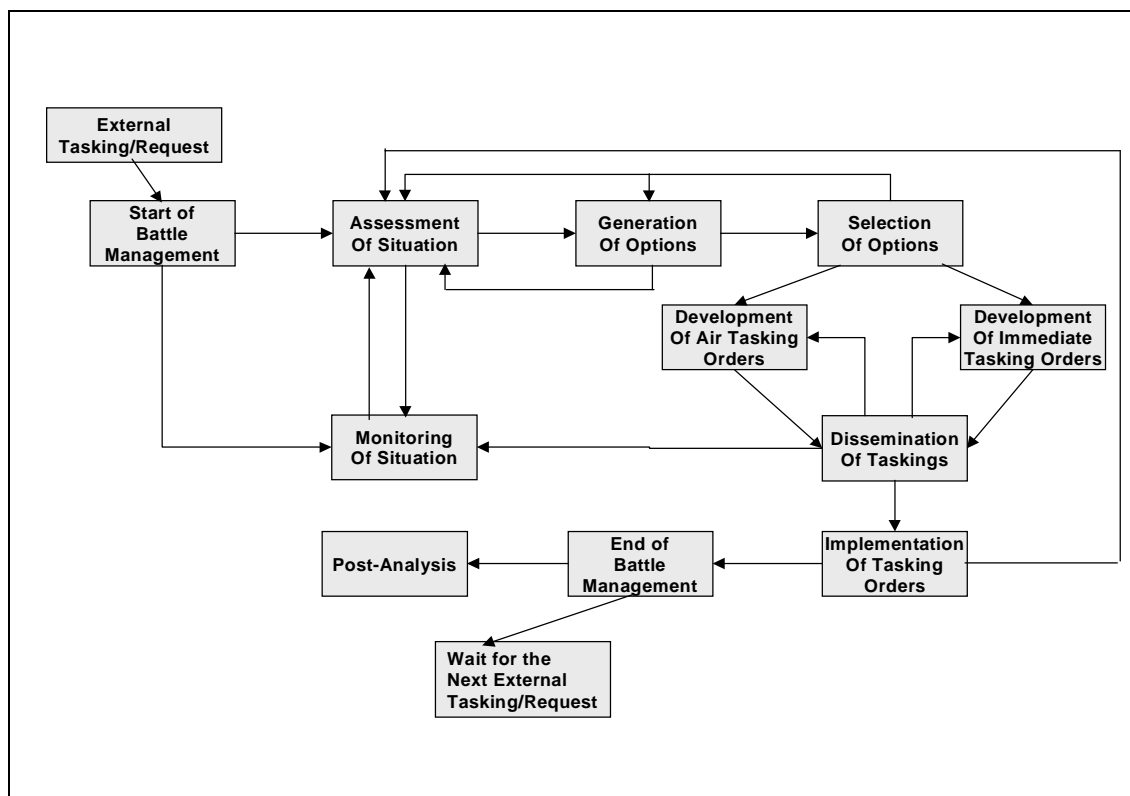 External
Tasking/Request
Start of
Battle
Management
Assessment
Of Situation
Generation
Of Options
Selection
Of Options
Development
Of Air Tasking
Orders
Development
Of Immediate
Tasking Orders
Monitoring
Of Situation
Dissemination
Of Taskings
Post-Analysis
End of
Battle
Management
Implementation
Of Tasking
Orders
Wait for the
Next External
Tasking/Request